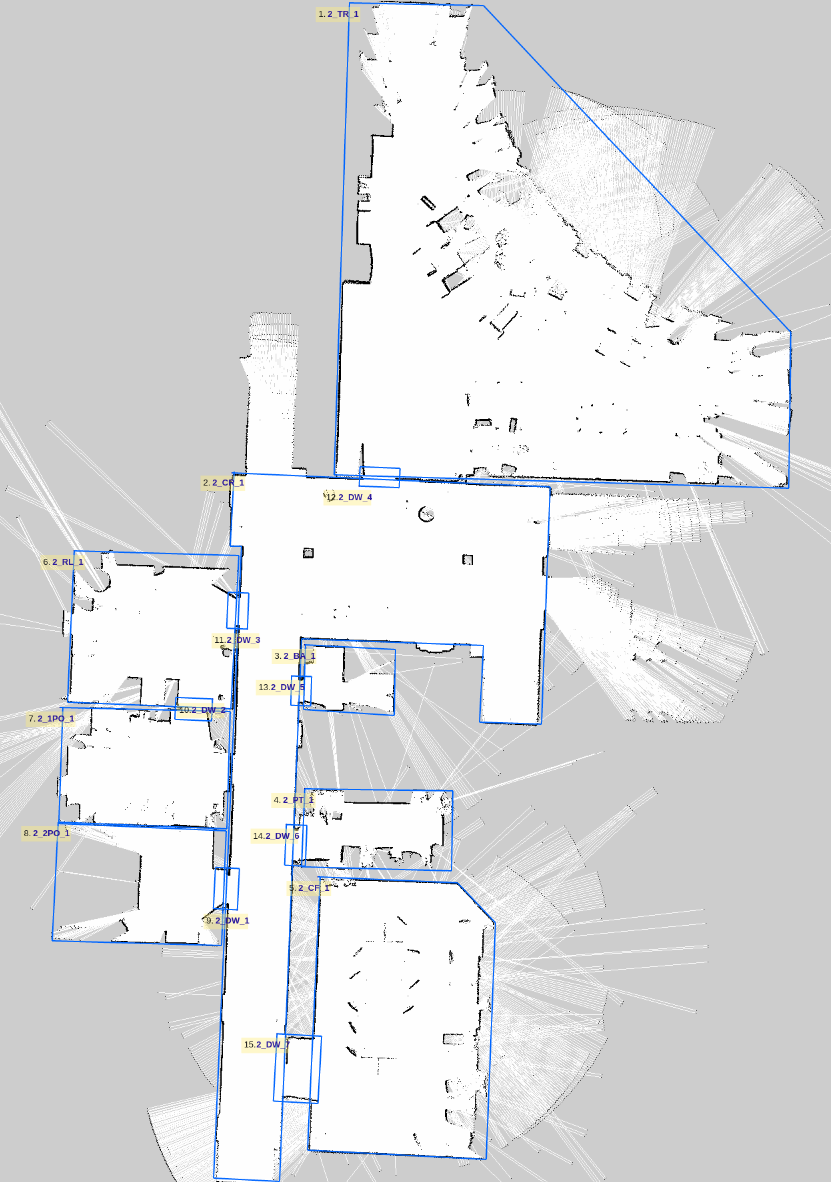 1. 2_TR_1
2. 2_CR_1
12.2_DW_4
6. 2_RL_1
11.2_DW_3
3. 2_BA_1
13.2_DW_5
10.2_DW_2
7. 2_1PO_1
4. 2_PT_1
8. 2_2PO_1
14.2_DW_6
5. 2_CF_1
9. 2_DW_1
15.2_DW_7